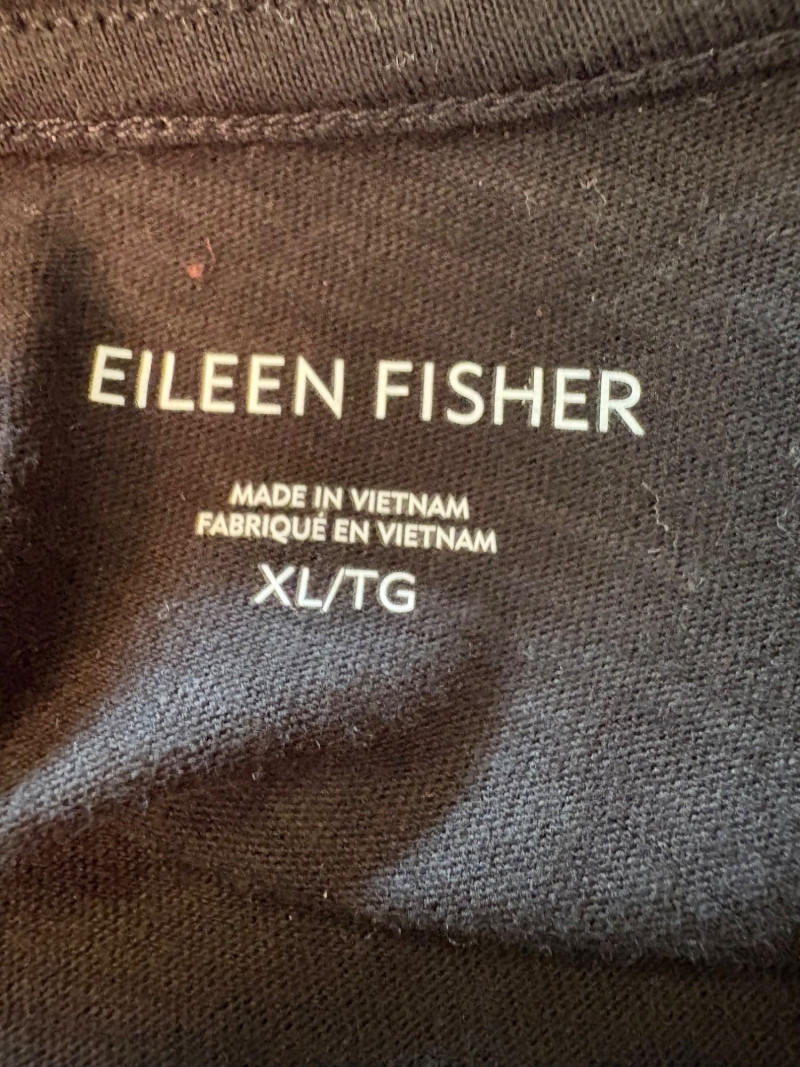 EILEEN FISHER
MADE IN VIETNAM
FABRIQUÉ EN VIETNAM
XL/TG